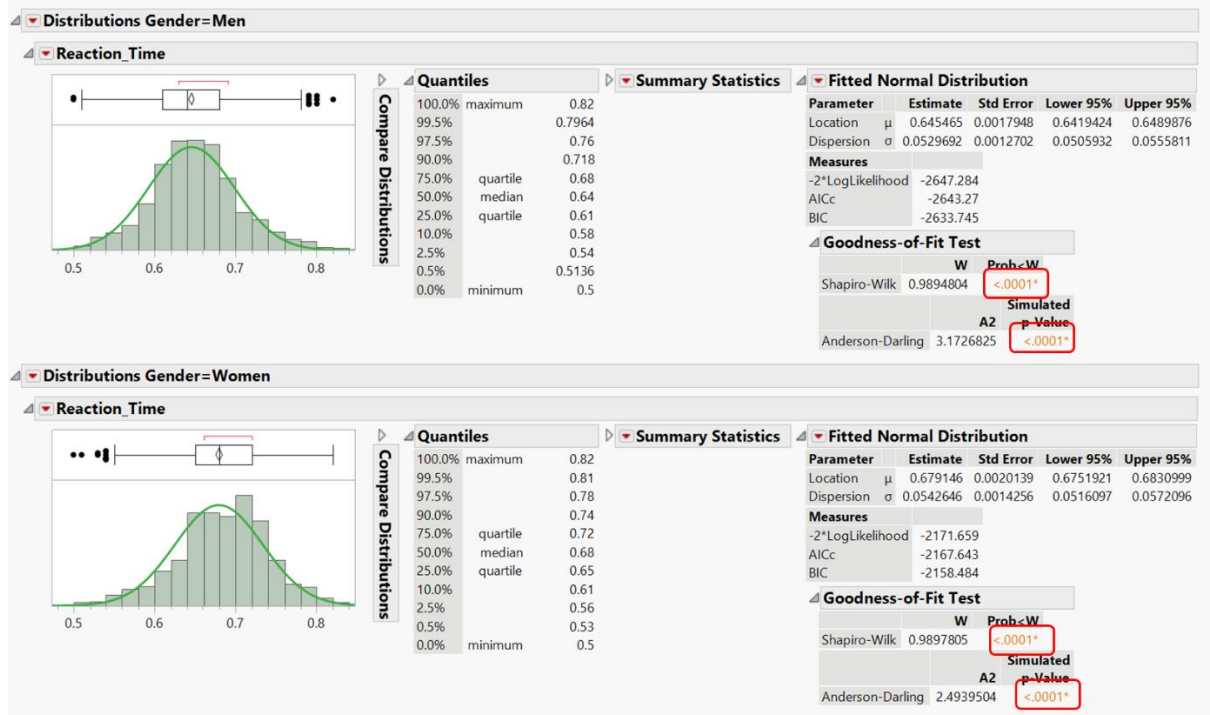 Distributions Gender=Men
Reaction_Time
Compare Distributions
Quantiles
100.0% maximum 0.82
99.5% 0.7964
97.5% 0.76
90.0% 0.718
75.0% quartile 0.68
50.0% median 0.64
25.0% quartile 0.61
10.0% 0.58
2.5% 0.54
0.5% 0.5136
0.0% minimum 0.5
Summary Statistics
Fitted Normal Distribution
Parameter Estimate Std Error Lower 95% Upper 95%
Location μ 0.645465 0.0017948 0.6419424 0.6489876
Dispersion σ 0.0529692 0.0012702 0.0505932 0.0555811
Measures
-2*LogLikelihood -2647.284
AICc -2643.27
BIC -2633.745
Goodness-of-Fit Test
W Prob<W
Shapiro-Wilk 0.9894804 <.0001*
Simulated
A2 p-Value
Anderson-Darling 3.1726825 <.0001*
0.5 0.6 0.7 0.8
Distributions Gender=Women
Reaction_Time
Compare Distributions
Quantiles
100.0% maximum 0.82
99.5% 0.81
97.5% 0.78
90.0% 0.74
75.0% quartile 0.72
50.0% median 0.68
25.0% quartile 0.65
10.0% 0.61
2.5% 0.56
0.5% 0.53
0.0% minimum 0.5
Summary Statistics
Fitted Normal Distribution
Parameter Estimate Std Error Lower 95% Upper 95%
Location μ 0.679146 0.0020139 0.6751921 0.6830999
Dispersion σ 0.0542646 0.0014256 0.0516097 0.0572096
Measures
-2*LogLikelihood -2171.659
AICc -2167.643
BIC -2158.484
Goodness-of-Fit Test
W Prob<W
Shapiro-Wilk 0.9897805 <.0001*
Simulated
A2 p-Value
Anderson-Darling 2.4939504 <.0001*
0.5 0.6 0.7 0.8